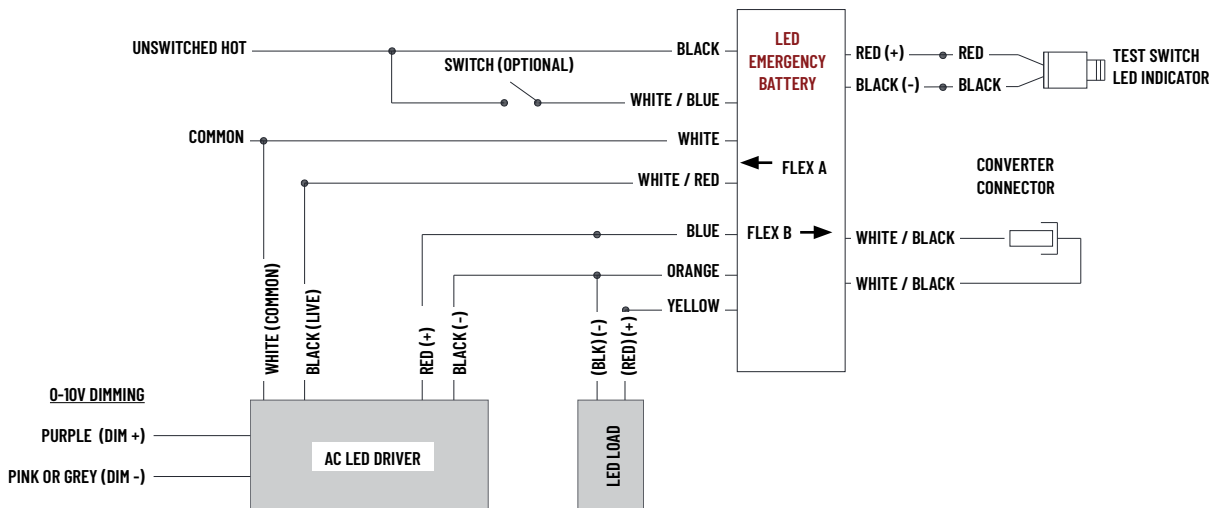 UNSWITCHED HOT
BLACK
SWITCH (OPTIONAL)
WHITE / BLUE
COMMON
WHITE
WHITE / RED
BLUE
ORANGE
YELLOW
LED
EMERGENCY
BATTERY
FLEX A
FLEX B
RED (+)
RED
BLACK (-)
BLACK
TEST SWITCH
LED INDICATOR
CONVERTER
CONNECTOR
WHITE / BLACK
WHITE / BLACK
WHITE (COMMON)
BLACK (LIVE)
RED (+)
BLACK (-)
(BLK) (-)
(RED) (+)
0-10V DIMMING
PURPLE (DIM +)
PINK OR GREY (DIM -)
AC LED DRIVER
LED LOAD